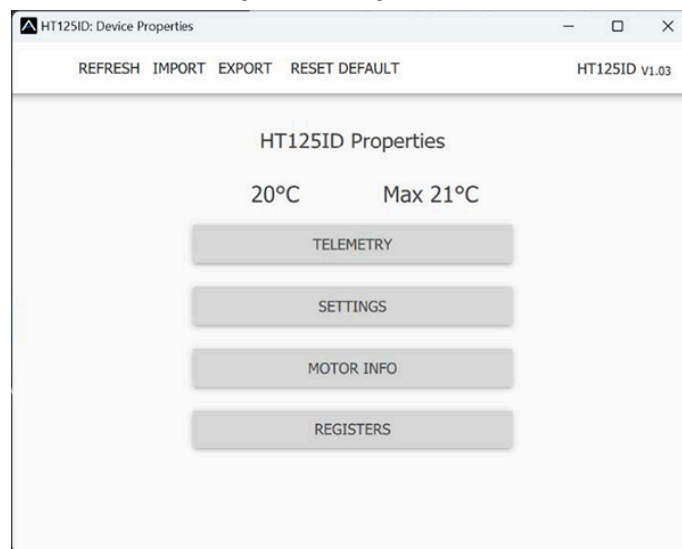 HT125ID: Device Properties
REFRESH IMPORT EXPORT RESET DEFAULT HT125ID V1.03
HT125ID Properties
20°C Max 21°C
TELEMETRY
SETTINGS
MOTOR INFO
REGISTERS